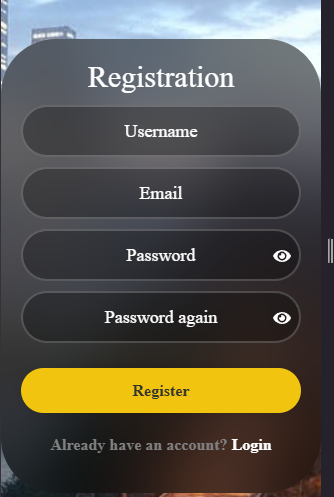 Registration
Username
Email
Password
Password again
Register
Already have an account? Login